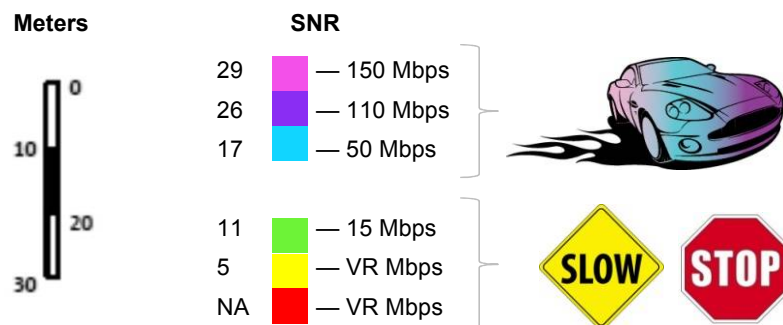 Meters
SNR
0
10
20
30
29 — 150 Mbps
26 — 110 Mbps
17 — 50 Mbps
11 — 15 Mbps
5 — VR Mbps
NA — VR Mbps
SLOW
STOP